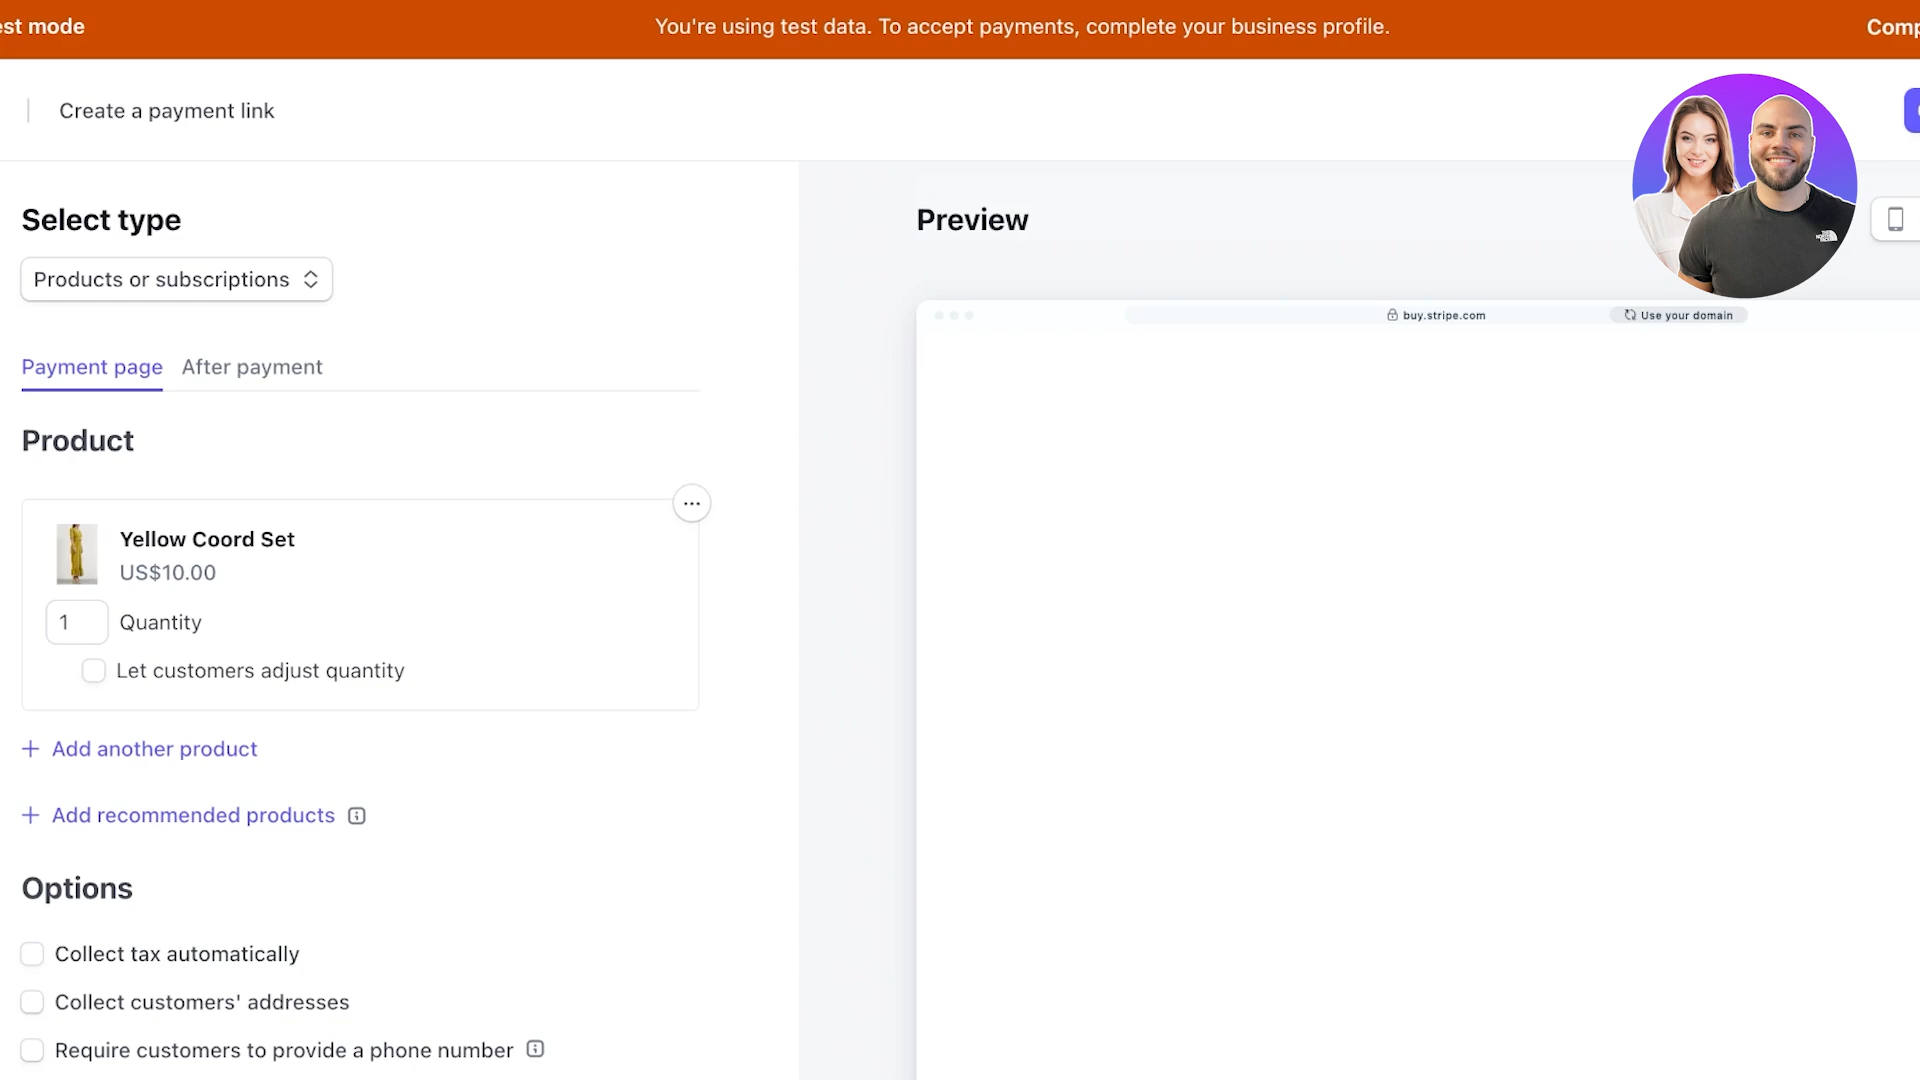 est mode
You're using test data. To accept payments, complete your business profile.
Comp
Create a payment link
Select type
Products or subscriptions
Payment page
After payment
Product
Yellow Coord Set
US$10.00
1
Quantity
Let customers adjust quantity
+ Add another product
+ Add recommended products
Options
Collect tax automatically
Collect customers' addresses
Require customers to provide a phone number
Preview
buy.stripe.com
Use your domain